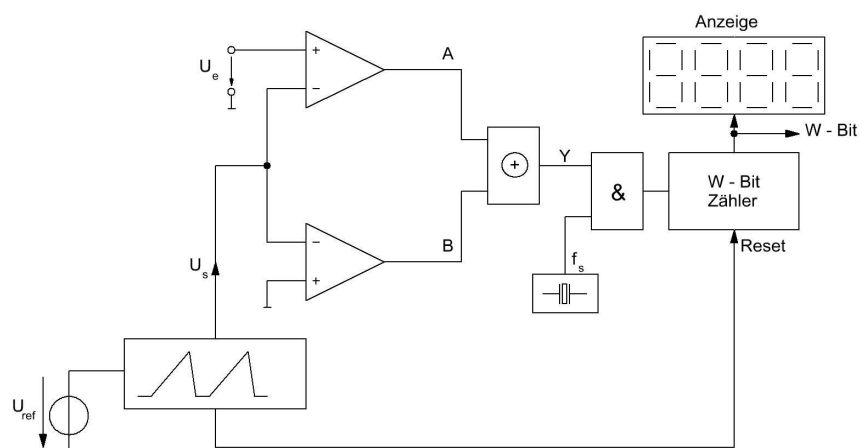 Anzeige
W - Bit
U e
+
−
A
+
Y
&
W - Bit
Zähler
Reset
f s
U s
−
+
B
U ref